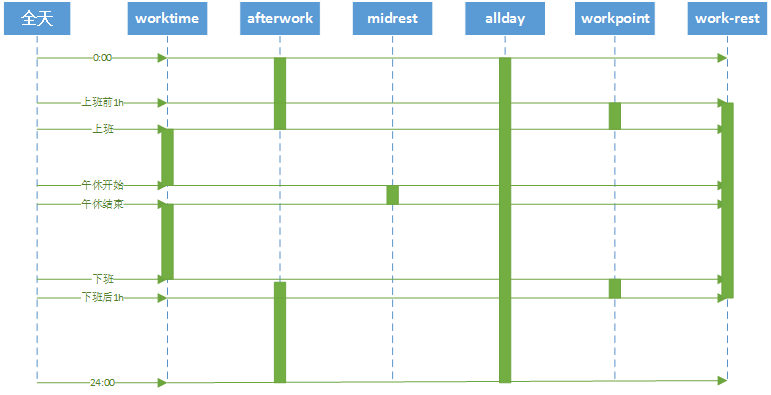 全天
worktime
afterwork
midrest
allday
workpoint
work-rest
0:00
上班前1h
上班
午休开始
午休结束
下班
下班后1h
24:00